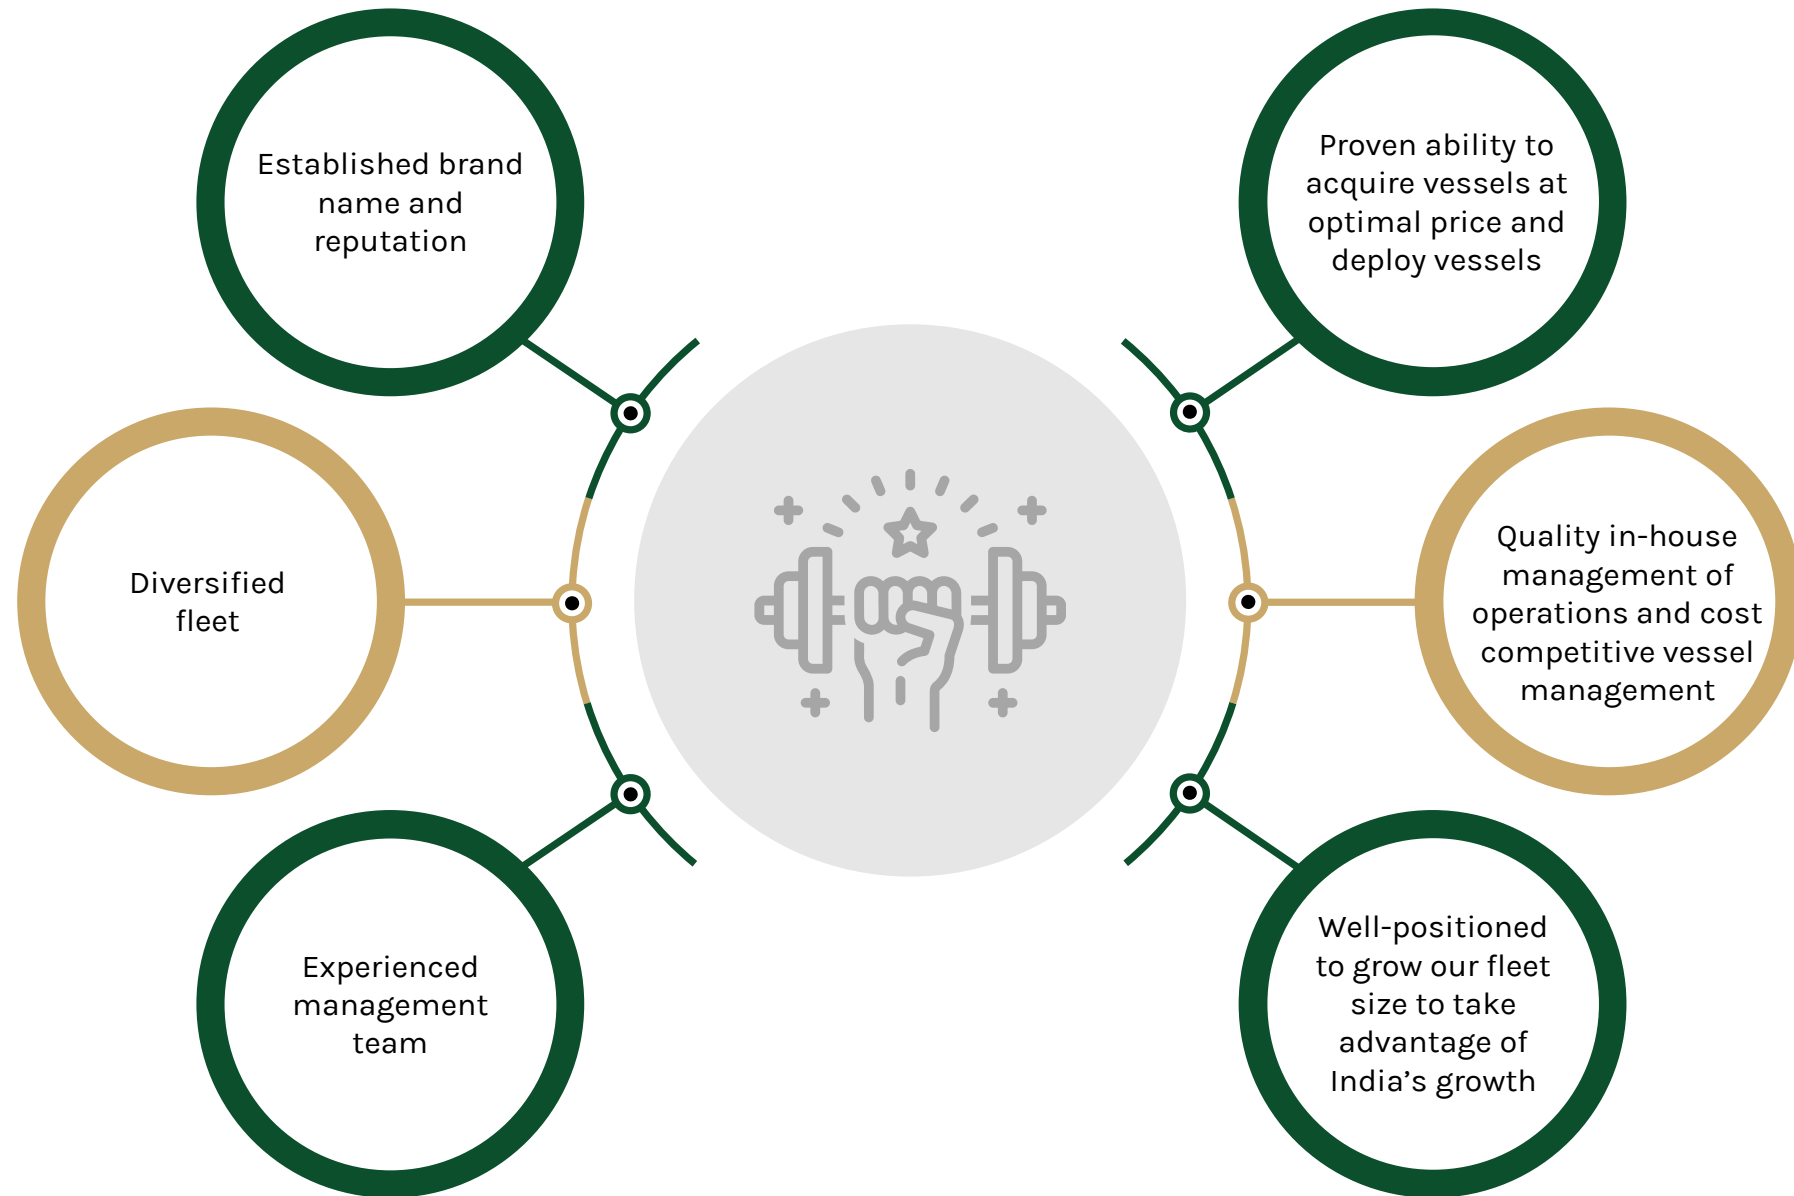 Established brand
name and
reputation
Diversified
fleet
Experienced
management
team
Proven ability to
acquire vessels at
optimal price and
deploy vessels
Quality in-house
management of
operations and cost
competitive vessel
management
Well-positioned
to grow our fleet
size to take
advantage of
India’s growth